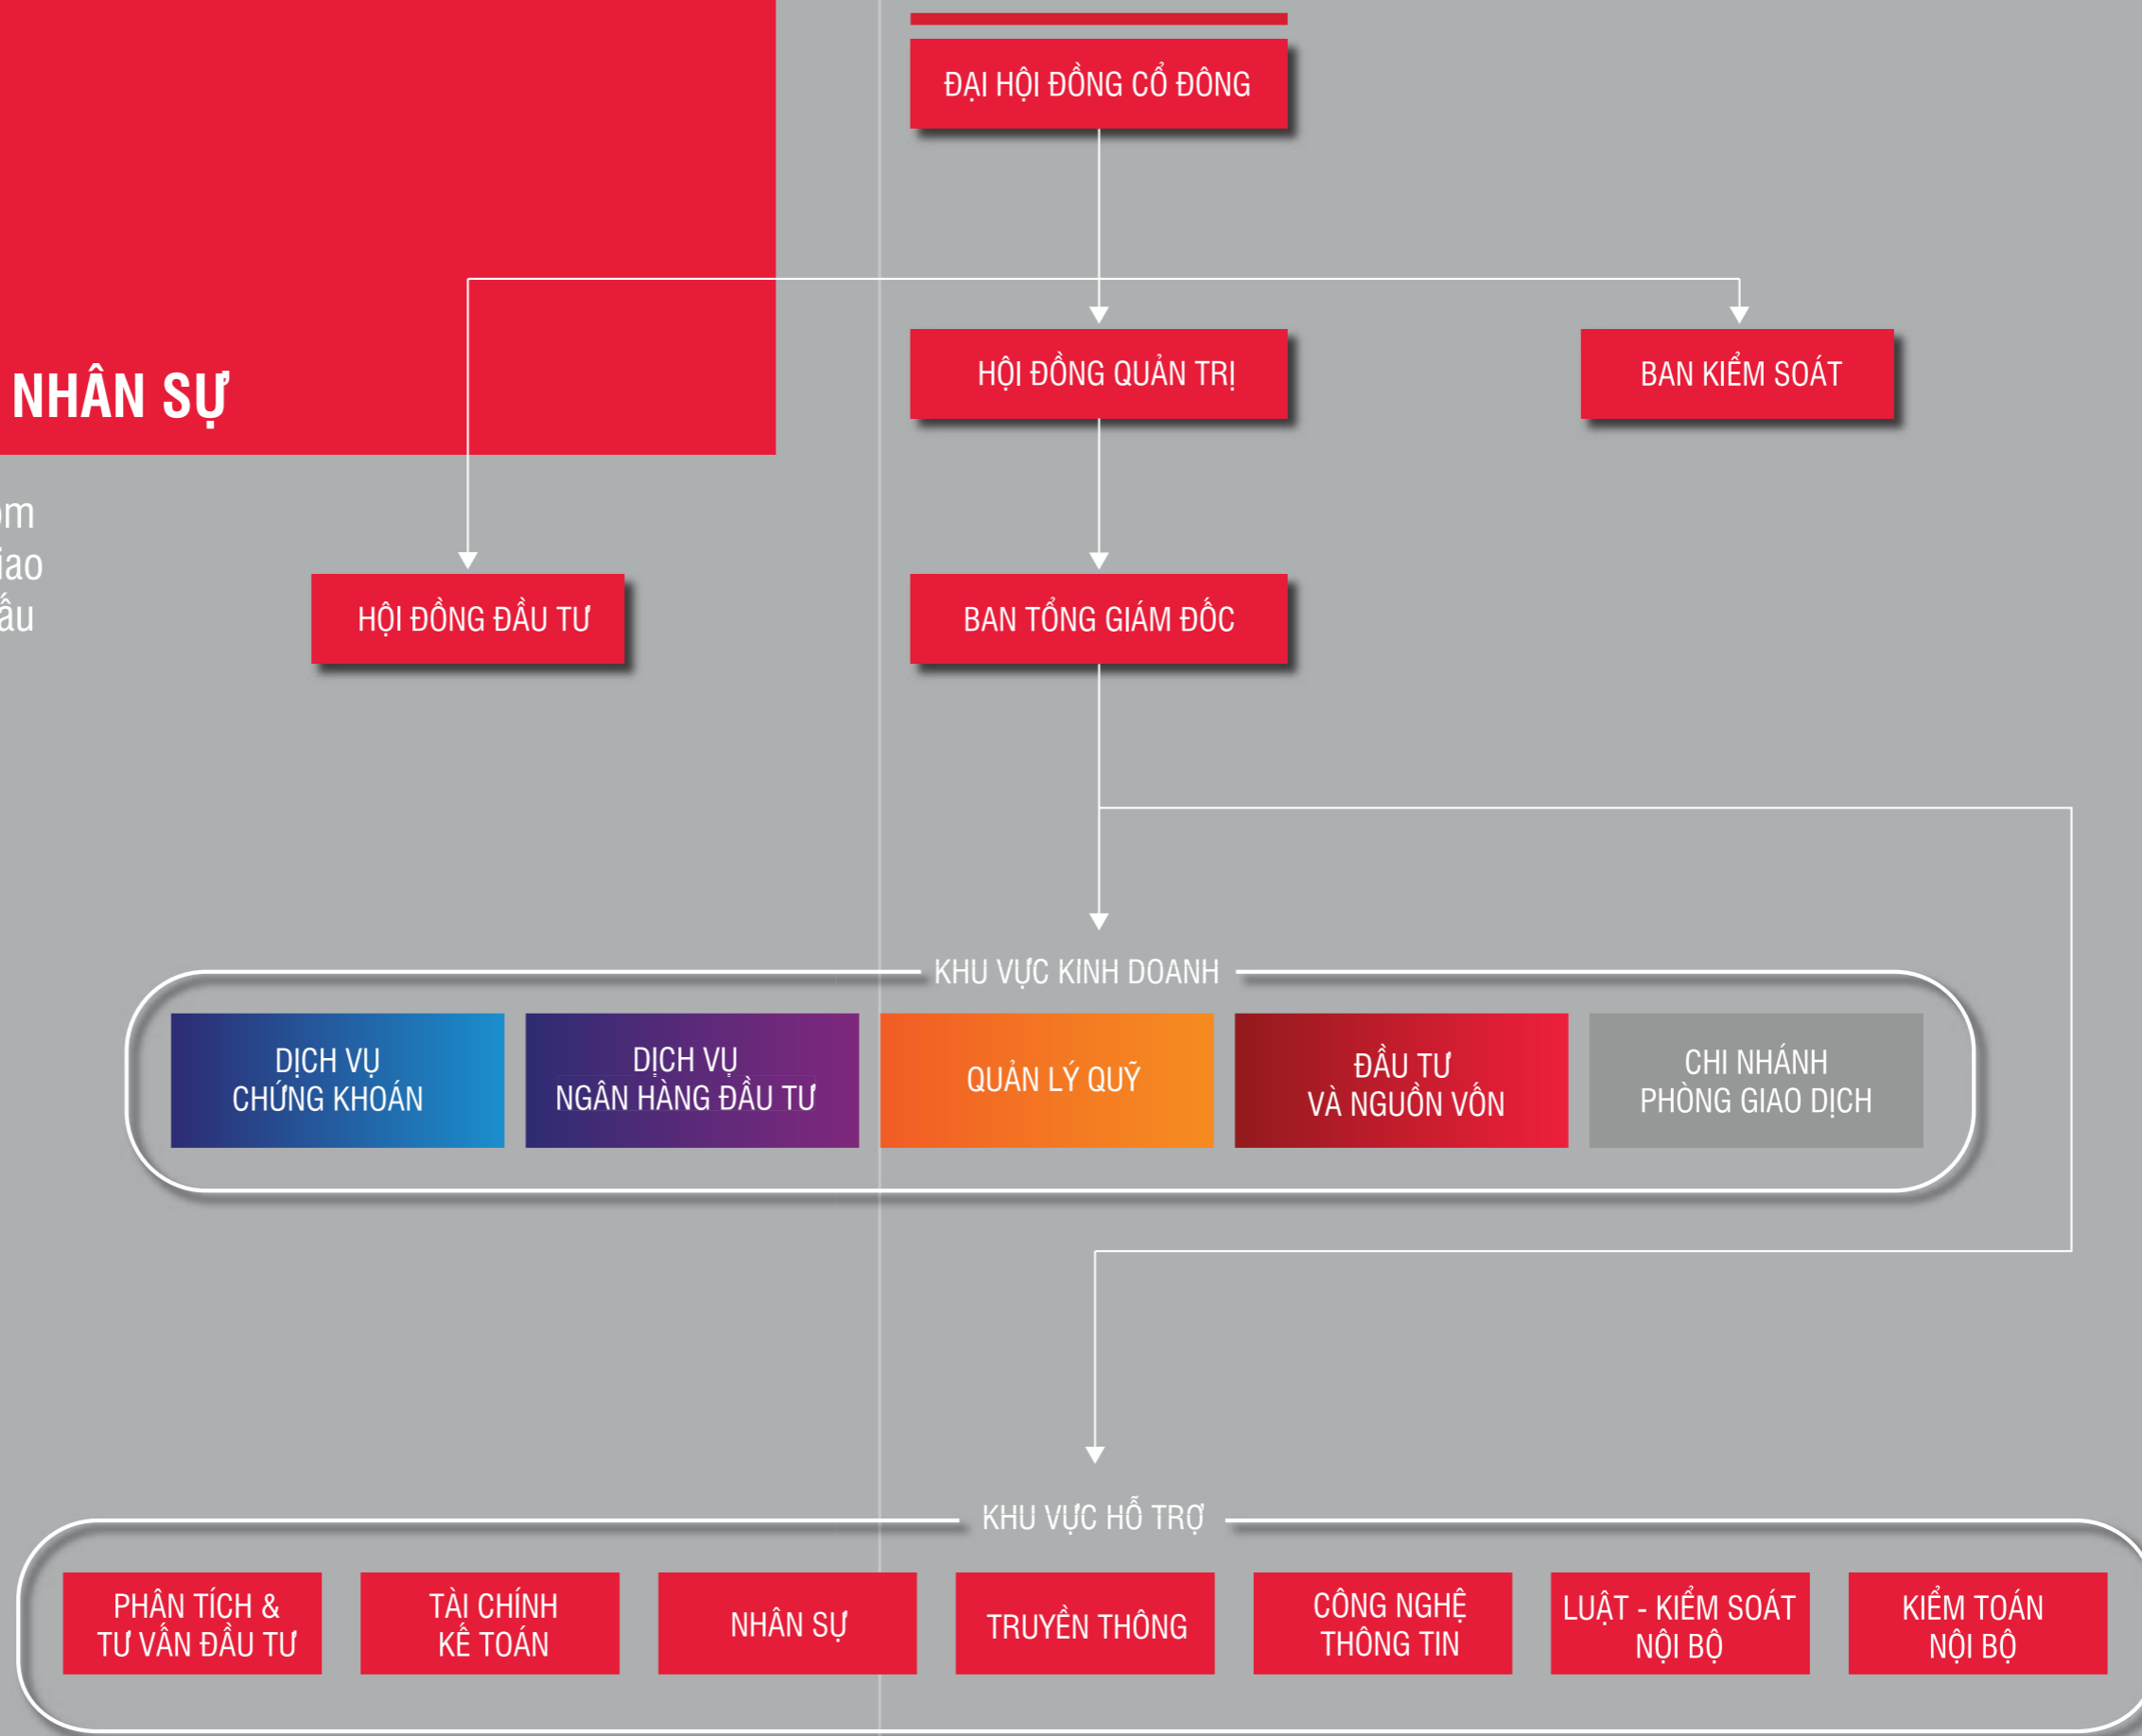 ĐẠI HỘI ĐỒNG CỔ ĐÔNG
HỘI ĐỒNG QUẢN TRỊ
BAN KIỂM SOÁT
NHÂN SỰ
HỘI ĐỒNG ĐẦU TƯ
BAN TỔNG GIÁM ĐỐC
KHU VỰC KINH DOANH
DỊCH VỤ
CHỨNG KHOÁN
DỊCH VỤ
NGÂN HÀNG ĐẦU TƯ
QUẢN LÝ QUỸ
ĐẦU TƯ
VÀ NGUỒN VỐN
CHI NHÁNH
PHÒNG GIAO DỊCH
KHU VỰC HỖ TRỢ
PHÂN TÍCH &
TƯ VẤN ĐẦU TƯ
TÀI CHÍNH
KẾ TOÁN
NHÂN SỰ
TRUYỀN THÔNG
CÔNG NGHỆ
THÔNG TIN
LUẬT - KIỂM SOÁT
NỘI BỘ
KIỂM TOÁN
NỘI BỘ